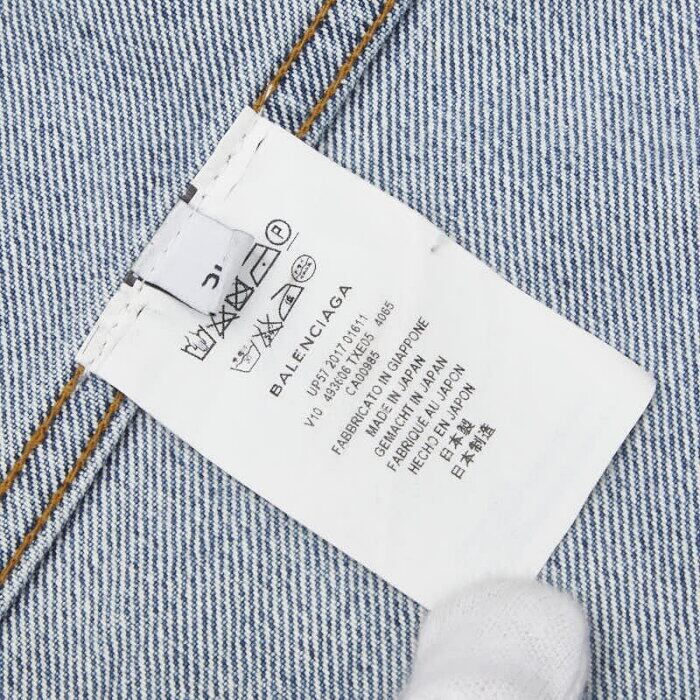 P
BALENCIAGA
UP57 2017 01611
V10 493606 TXE05 4065
CA00985
FABBRICATO IN GIAPPONE
MADE IN JAPAN
GEMACHT IN JAPAN
FABRIQUE AU JAPON
HECHO EN JAPON
日本製
日本制造